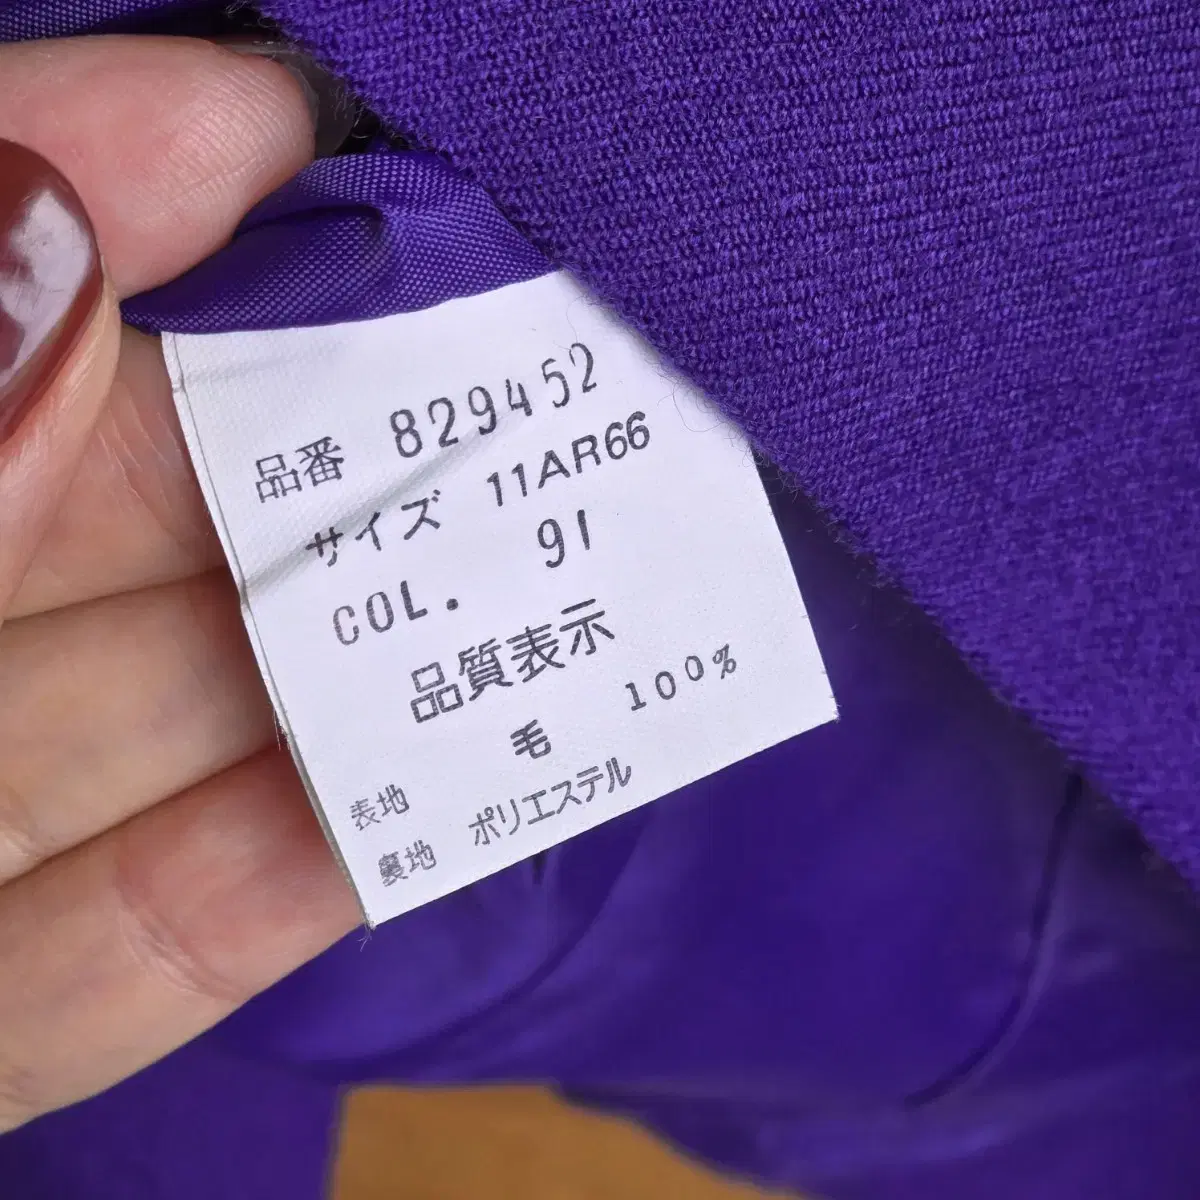 品番 829452
サイズ 11AR66
COL. 91
品質表示
表地 毛 100%
裏地 ポリエステル